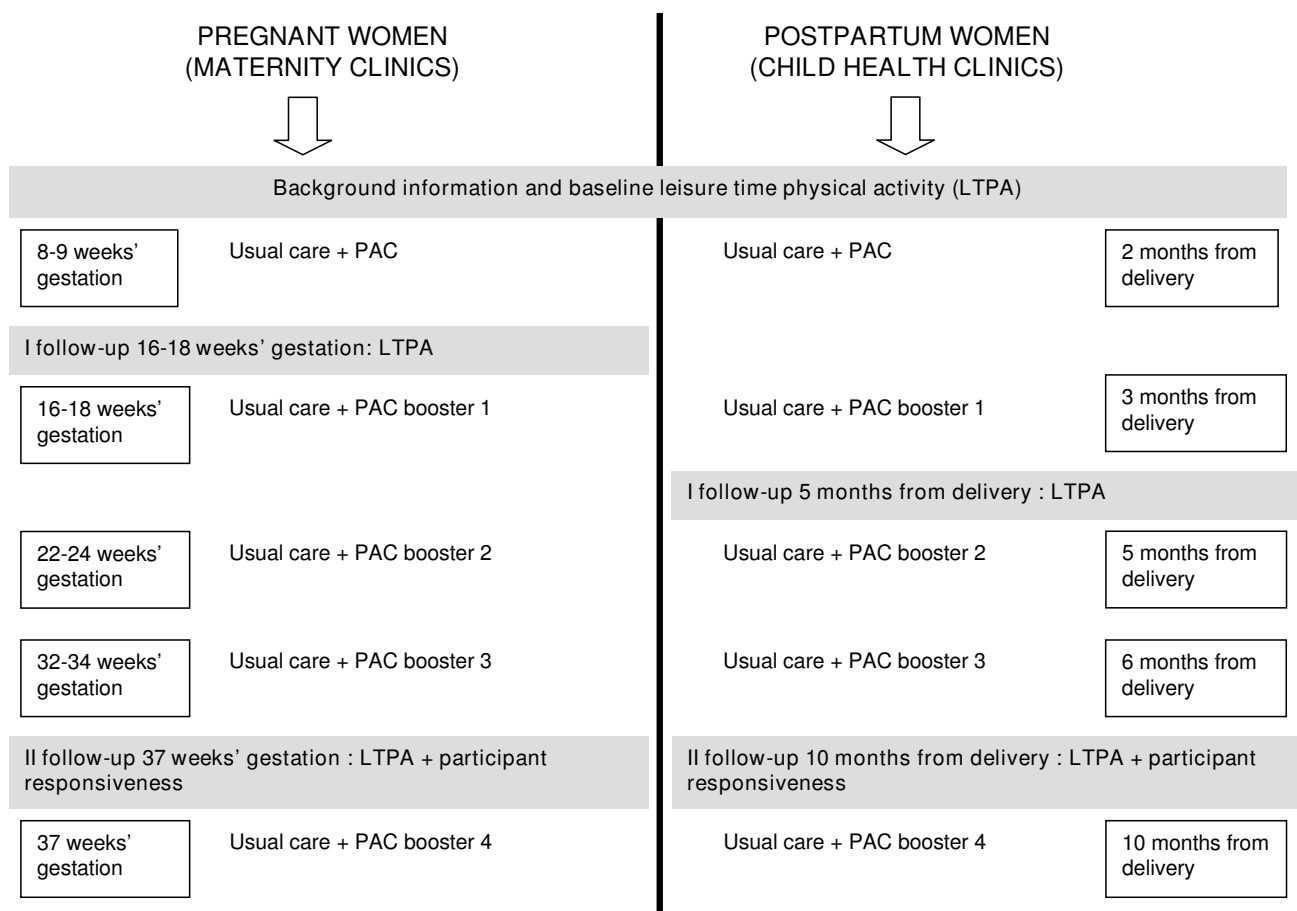 PREGNANT WOMEN
(MATERNITY CLINICS)
POSTPARTUM WOMEN
(CHILD HEALTH CLINICS)
Background information and baseline leisure time physical activity (LTPA)
8-9 weeks’
gestation
Usual care + PAC
Usual care + PAC
2 months from
delivery
I follow-up 16-18 weeks’ gestation: LTPA
16-18 weeks’
gestation
Usual care + PAC booster 1
Usual care + PAC booster 1
3 months from
delivery
I follow-up 5 months from delivery : LTPA
22-24 weeks’
gestation
Usual care + PAC booster 2
Usual care + PAC booster 2
5 months from
delivery
32-34 weeks’
gestation
Usual care + PAC booster 3
Usual care + PAC booster 3
6 months from
delivery
II follow-up 37 weeks’ gestation : LTPA + participant
responsiveness
II follow-up 10 months from delivery : LTPA + participant
responsiveness
37 weeks’
gestation
Usual care + PAC booster 4
Usual care + PAC booster 4
10 months from
delivery